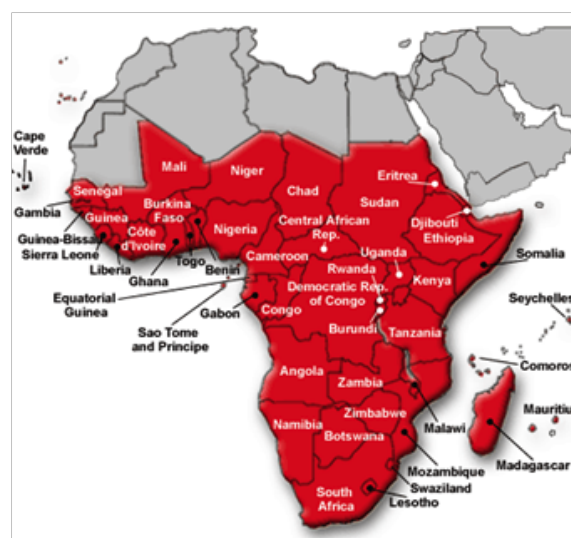 Cape
Verde
Mali
Niger
Chad
Eritrea
Senegal
Sudan
Gambia
Burkina
Faso
Guinea
Nigeria
Central African
Rep.
Djibouti
Ethiopia
Guinea-Bissau
Côte
d'Ivoire
Sierra Leone
Cameroon
Uganda
Somalia
Liberia
Togo
Benin
Rwanda
Ghana
Kenya
Democratic Rep.
of Congo
Equatorial
Guinea
Gabon
Congo
Seychelles
Sao Tome
and Principe
Burundi
Tanzania
Comoros
Angola
Zambia
Malawi
Mauritiu
Zimbabwe
Namibia
Botswana
Mozambique
Madagascar
Swaziland
South
Africa
Lesotho